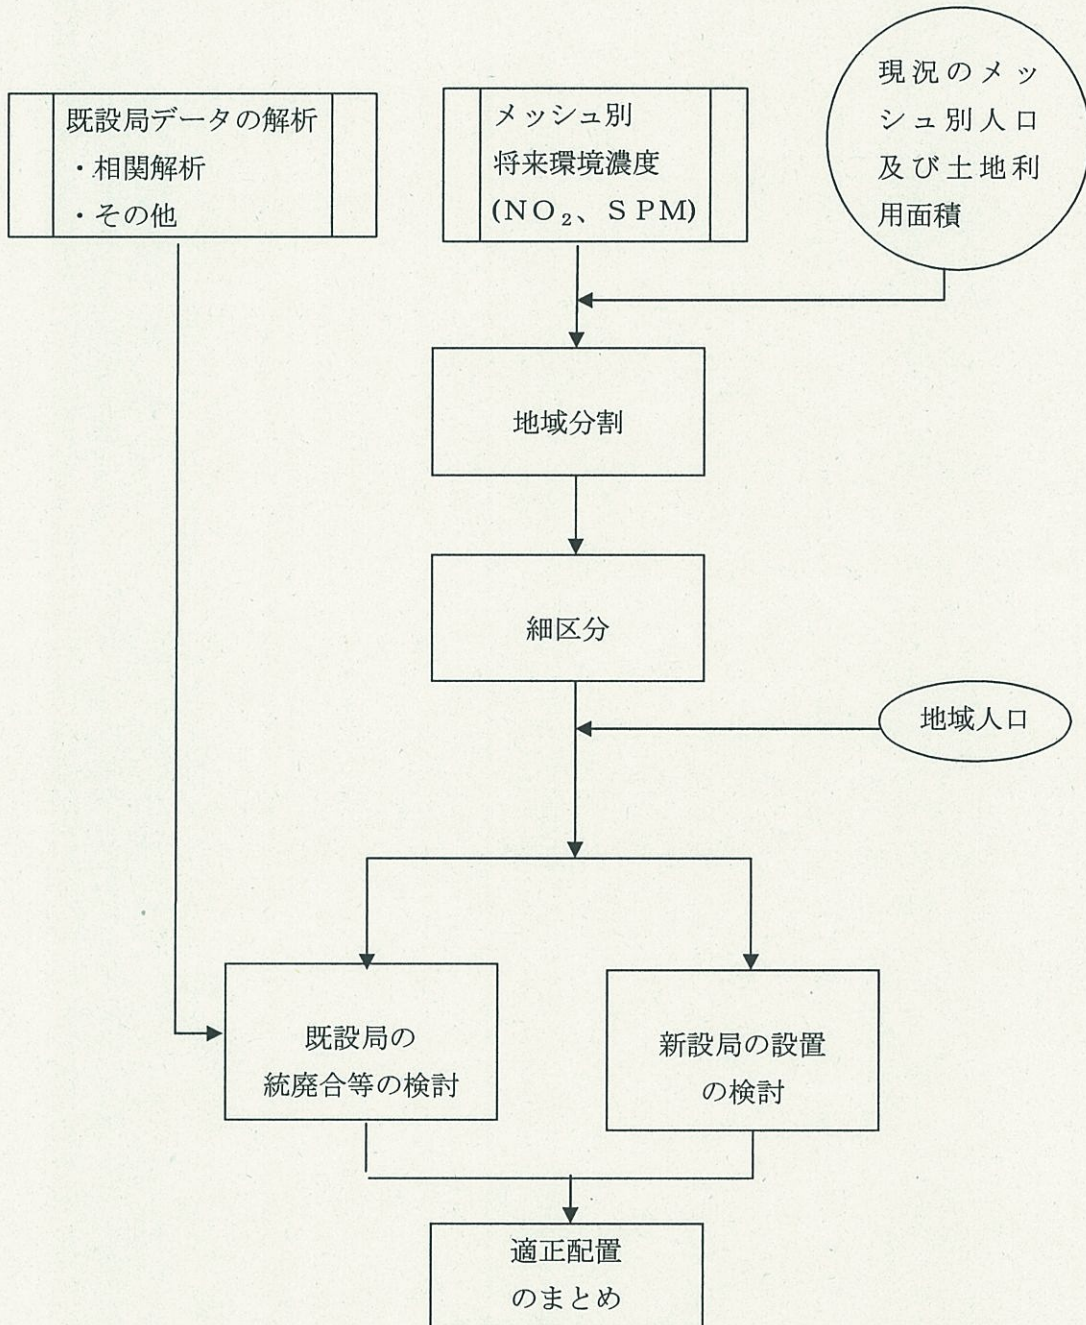 既設局データの解析
・相関解析
・その他
メッシュ別
将来環境濃度
(NO₂、SPM)
現況のメッ
シュ別人口
及び土地利
用面積
地域分割
細区分
地域人口
既設局の
統廃合等の検討
新設局の設置
の検討
適正配置
のまとめ